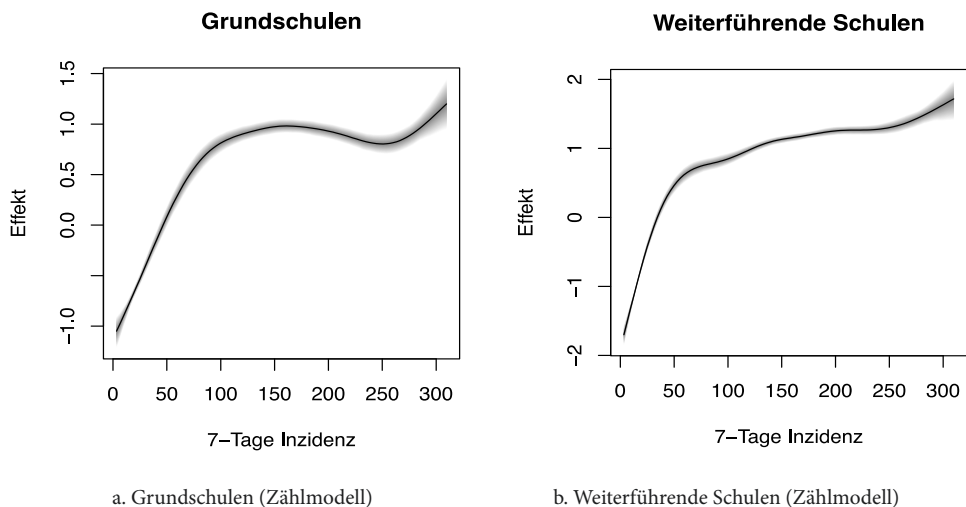 Grundschulen
Effekt
1.5
1.0
0.5
0.0
−1.0
0 50 100 150 200 250 300
7−Tage Inzidenz
a. Grundschulen (Zählmodell)
Weiterführende Schulen
Effekt
2
1
0
−1
−2
0 50 100 150 200 250 300
7−Tage Inzidenz
b. Weiterführende Schulen (Zählmodell)